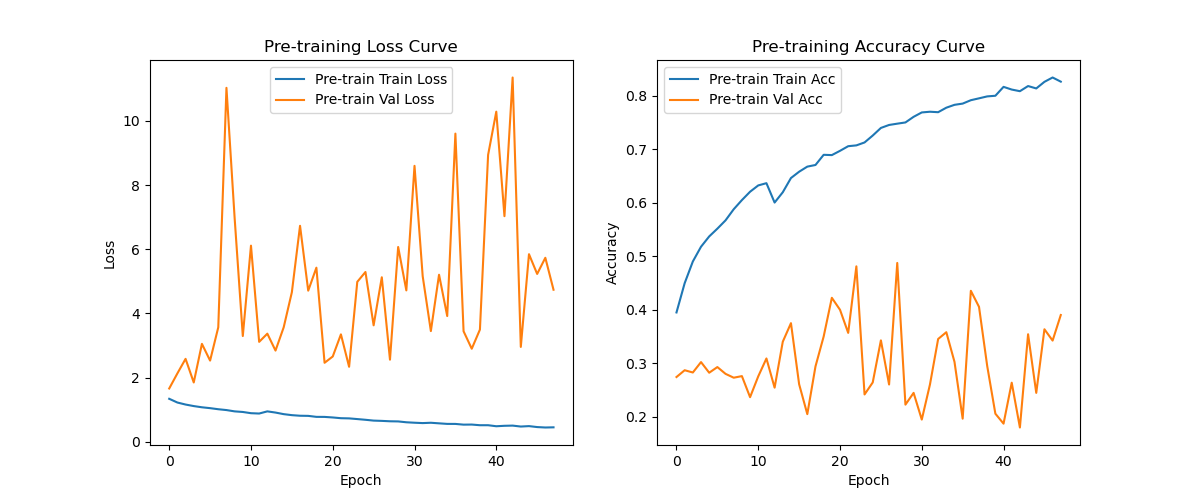 Pre-training Loss Curve
Pre-train Train Loss
Pre-train Val Loss
Loss
10
8
6
4
2
0
0 10 20 30 40
Epoch
Pre-training Accuracy Curve
Pre-train Train Acc
Pre-train Val Acc
Accuracy
0.8
0.7
0.6
0.5
0.4
0.3
0.2
0 10 20 30 40
Epoch